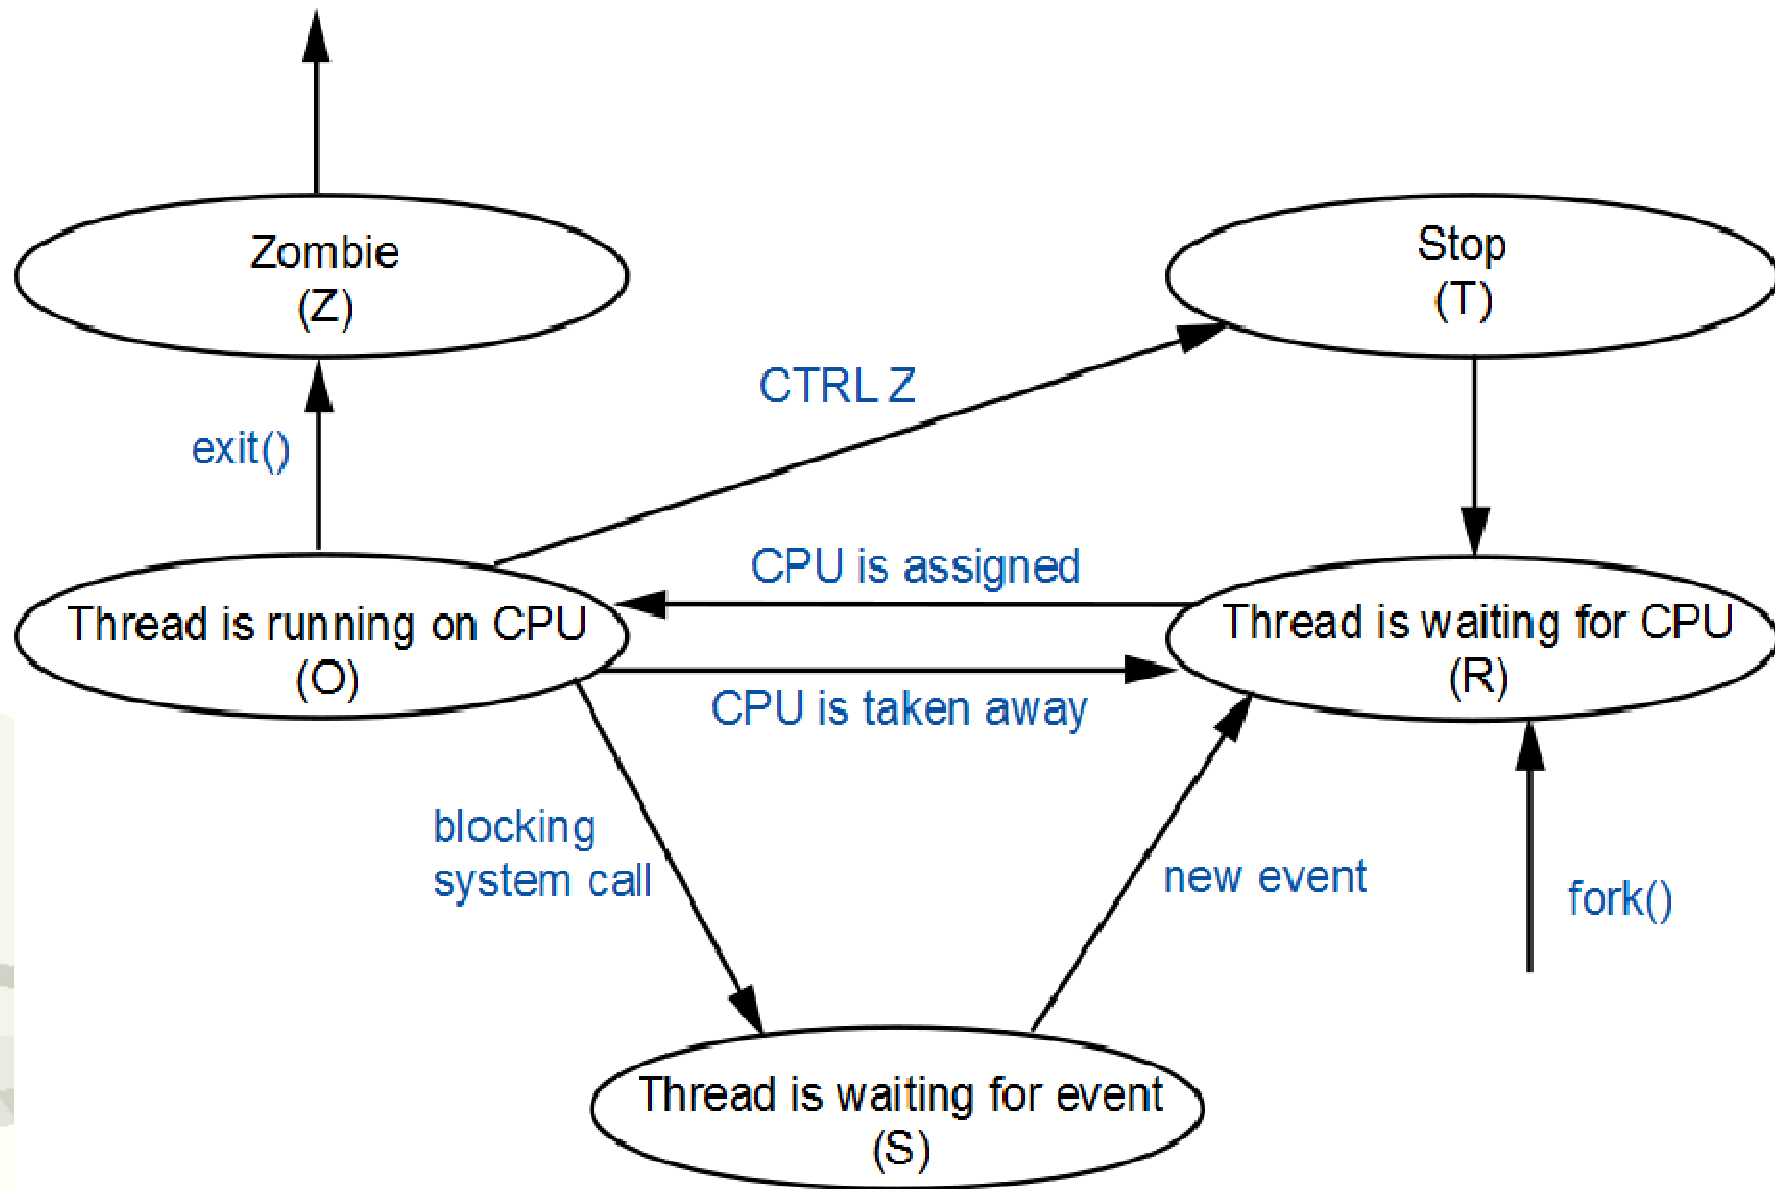 Zombie
(Z)
Stop
(T)
CTRL Z
exit()
CPU is assigned
Thread is running on CPU
(O)
Thread is waiting for CPU
(R)
CPU is taken away
blocking
system call
new event
fork()
Thread is waiting for event
(S)